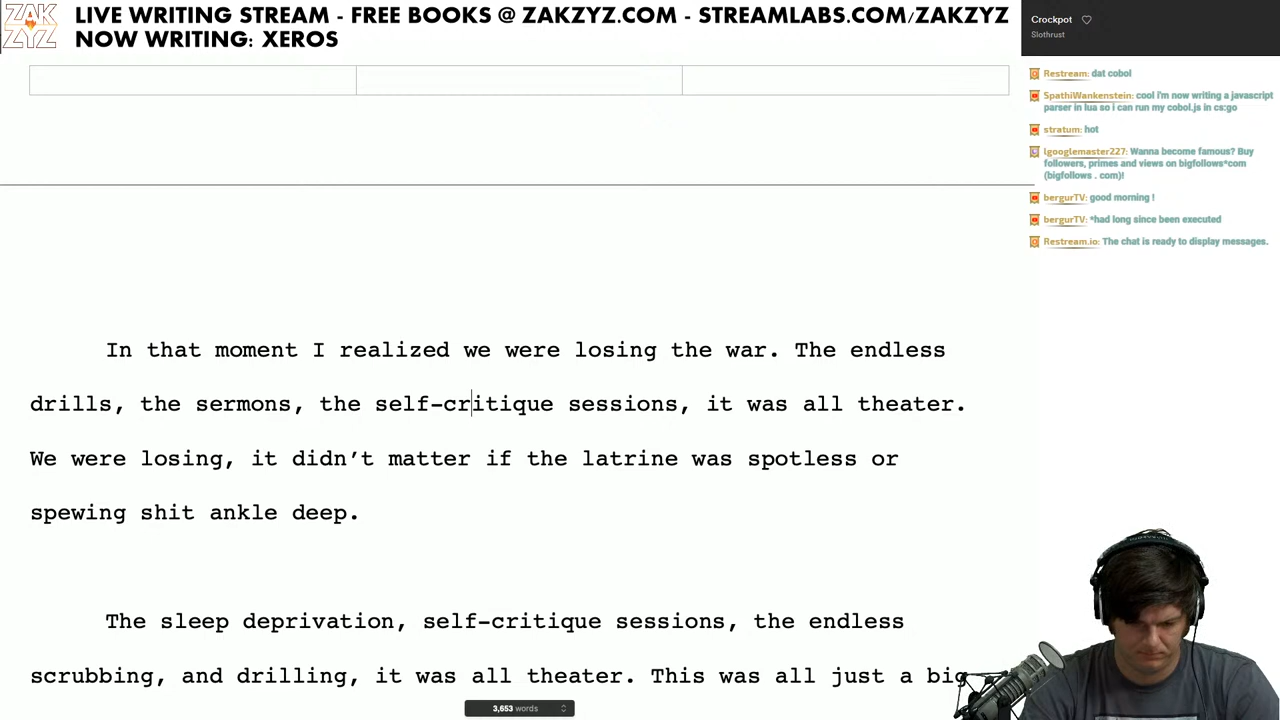 ZAK
ZYZ
LIVE WRITING STREAM - FREE BOOKS @ ZAKZYZ.COM - STREAMLABS.COM/ZAKZYZ
NOW WRITING: XEROS
Crockpot
Slothrust
Restream: dat cobol
SpathiWankenstein: cool i'm now writing a javascript
parser in lua so i can run my cobol.js in cs:go
stratum: hot
lgooglemaster227: Wanna become famous? Buy
followers, primes and views on bigfollows*com
(bigfollows . com)!
bergurTV: good morning !
bergurTV: *had long since been executed
Restream.io: The chat is ready to display messages.
In that moment I realized we were losing the war. The endless
drills, the sermons, the self-critique sessions, it was all theater.
We were losing, it didn’t matter if the latrine was spotless or
spewing shit ankle deep.
The sleep deprivation, self-critique sessions, the endless
scrubbing, and drilling, it was all theater. This was all just a big
3,653 words